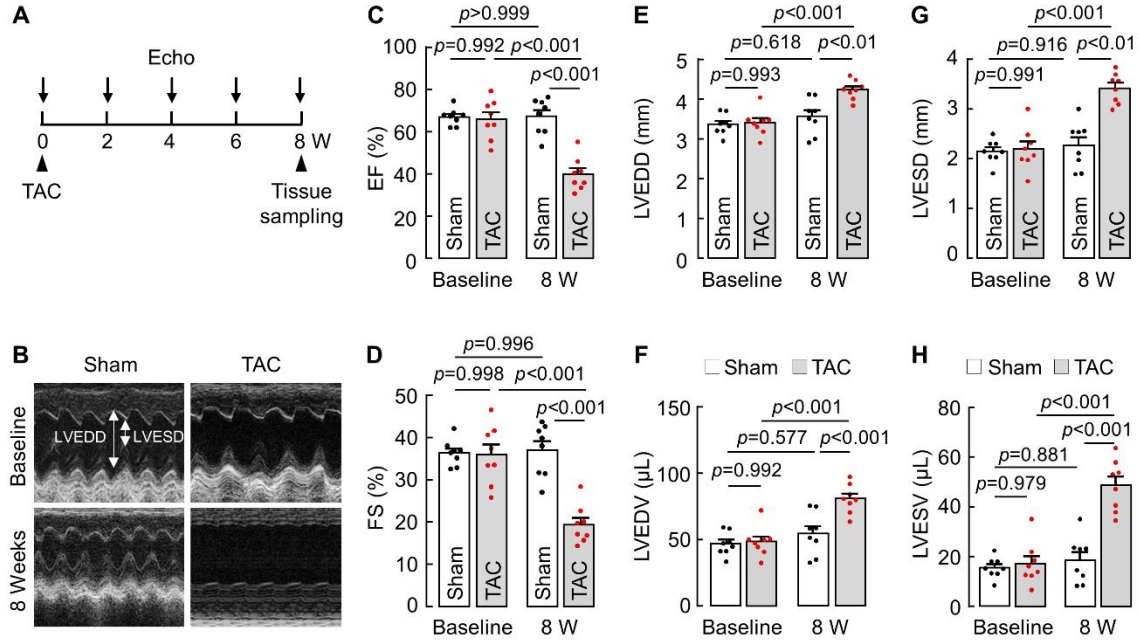 A
Echo
0 2 4 6 8 W
TAC
Tissue
sampling
B
Sham TAC
Baseline
LVEDD LVESD
8 Weeks
C
p>0.999
p=0.992 p<0.001
p<0.001
EF (%)
100
80
60
40
20
0
Sham TAC Sham TAC
Baseline 8 W
D
p=0.996
p=0.998 p<0.001
p<0.001
FS (%)
50
40
30
20
10
0
Sham TAC Sham TAC
Baseline 8 W
E
p<0.001
p=0.618 p<0.01
p=0.993
LVEDD (mm)
5
4
3
2
1
0
Sham TAC Sham TAC
Baseline 8 W
F
Sham TAC
p<0.001
p=0.577 p<0.001
p=0.992
LVEDV (µL)
150
100
50
0
Baseline 8 W
G
p<0.001
p=0.916 p<0.01
p=0.991
LVESD (mm)
4
3
2
1
0
Sham TAC Sham TAC
Baseline 8 W
H
Sham TAC
p<0.001
p<0.001
p=0.881
p=0.979
LVESV (µL)
80
60
40
20
0
Baseline 8 W